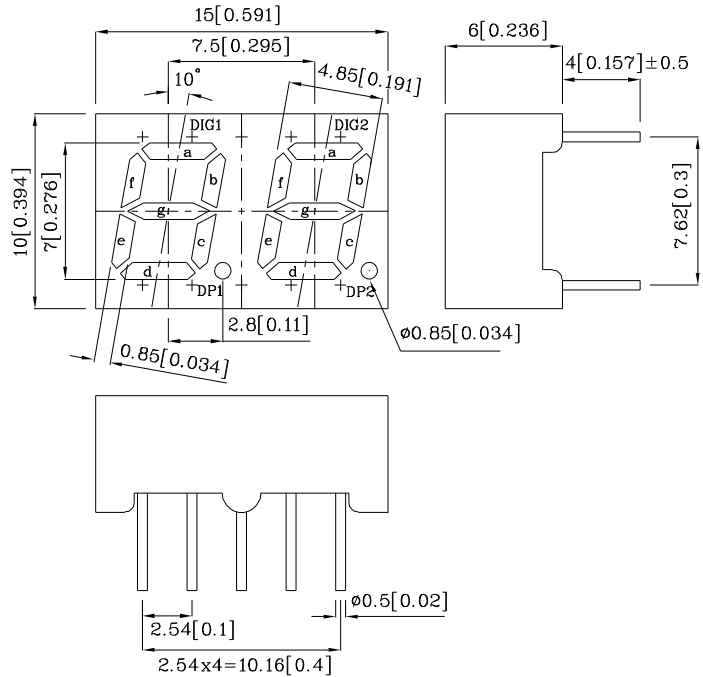 15[0.591]
6[0.236]
7.5[0.295]
4[0.157]±0.5
10°
4.85[0.191]
DIG1
DIG2
a
a
f
b
f
b
10[0.394]
7[0.276]
7.62[0.3]
g
g
e
c
e
c
d
d
DP1
DP2
2.8[0.11]
ø0.85[0.034]
0.85[0.034]
ø0.5[0.02]
2.54[0.1]
2.54x4=10.16[0.4]